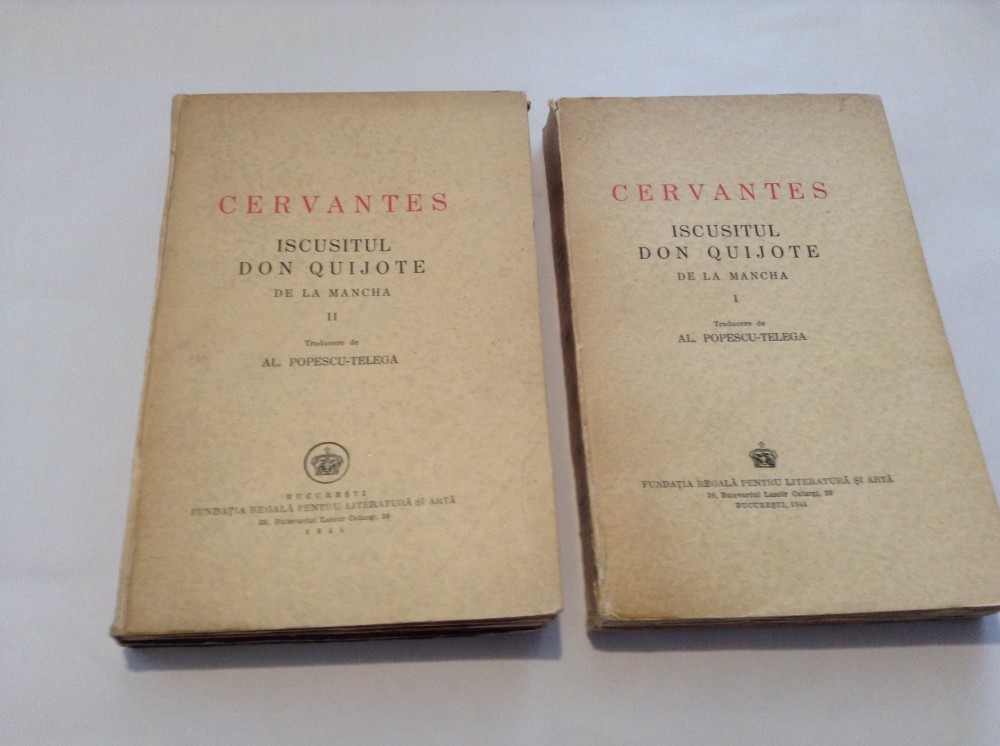 CERVANTES
ISCUSITUL
DON QUIJOTE
DE LA MANCHA
II
Traducere de
AL. POPESCU-TELEGA
BUCUREȘTI
FUNDAȚIA REGALĂ PENTRU LITERATURĂ ȘI ARTĂ
39, Bulevardul Lascăr Catargi, 39
CERVANTES
ISCUSITUL
DON QUIJOTE
DE LA MANCHA
I
Traducere de
AL. POPESCU-TELEGA
FUNDAȚIA REGALĂ PENTRU LITERATURĂ ȘI ARTĂ
39, Bulevardul Lascăr Catargi, 39
BUCUREȘTI, 1944